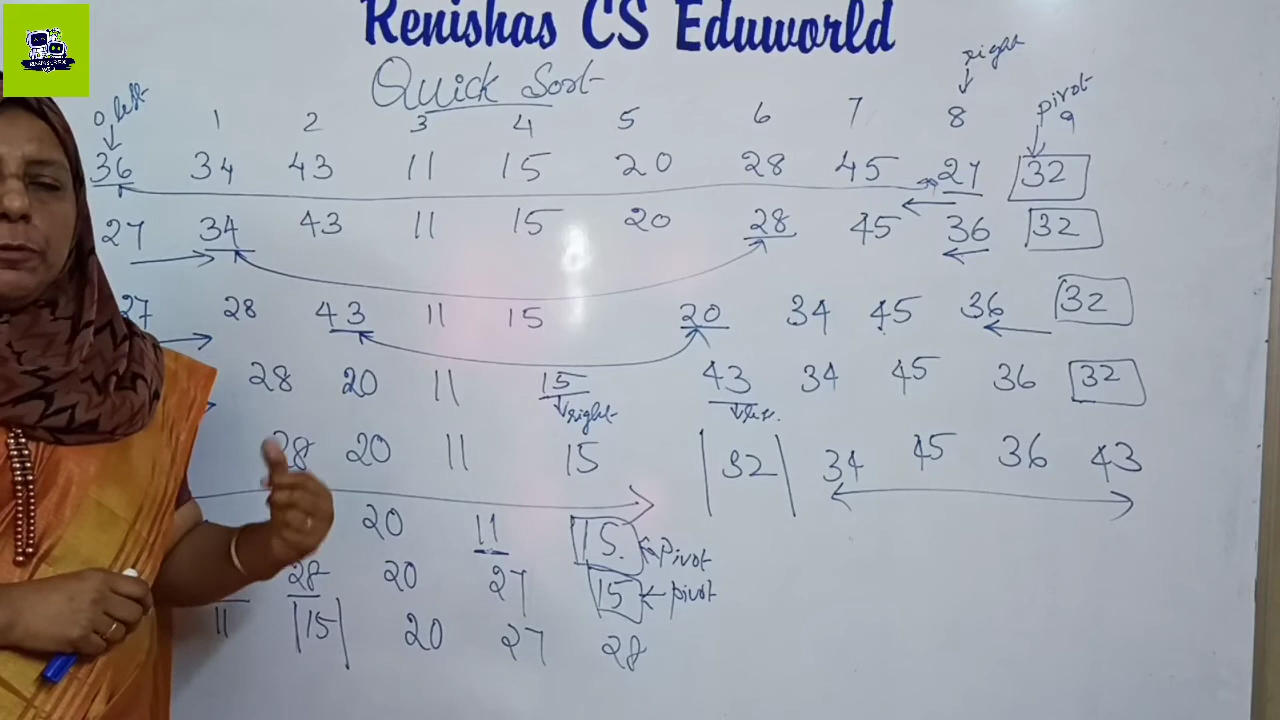 Renishas CS Eduworld
Quick Sort
right
left
pivot
0 1 2 3 4 5 6 7 8 9
36 34 43 11 15 20 28 45 27 32
27 34 43 11 15 20 28 45 36 32
27 28 43 11 15 20 34 45 36 32
28 20 11 15 43 34 45 36 32
right
28 20 11 15 32 34 45 36 43
20 11 15 Pivot
28 20 27 15 pivot
11 15 20 27 28